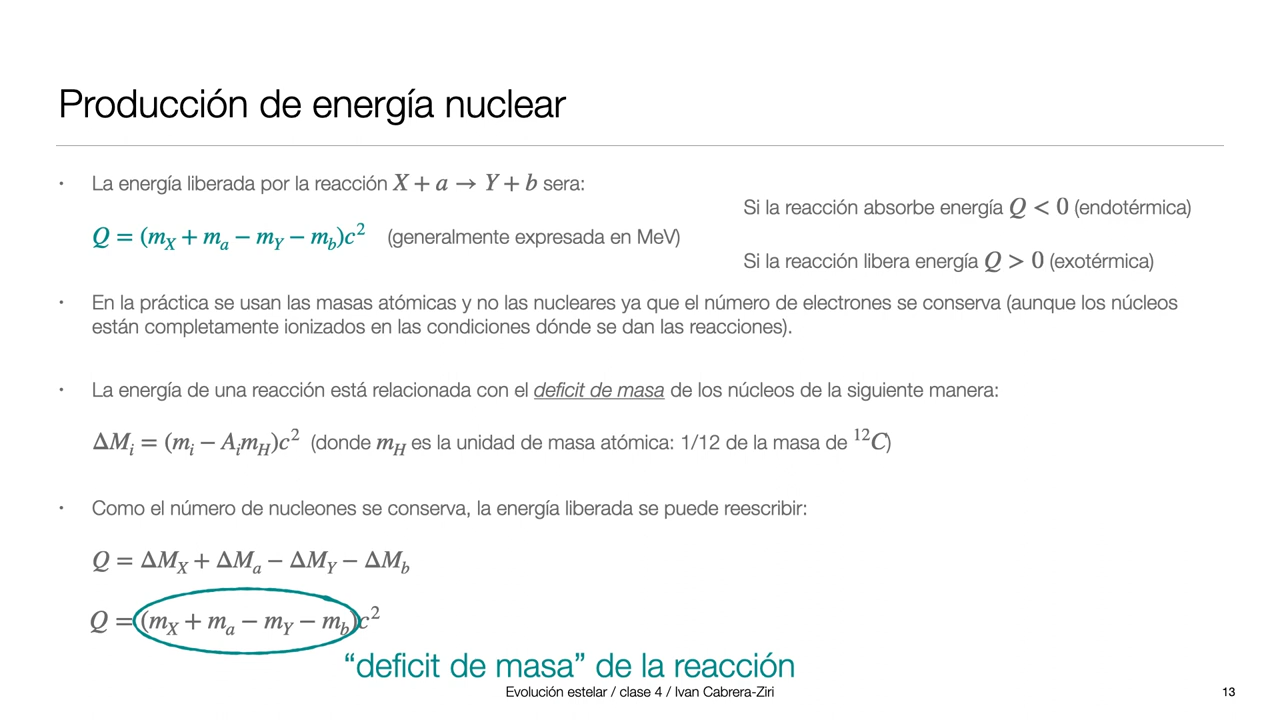 Producción de energía nuclear
· La energía liberada por la reacción X + a → Y + b sera:
Q = (m_X + m_a − m_Y − m_b)c² (generalmente expresada en MeV)
Si la reacción absorbe energía Q < 0 (endotérmica)
Si la reacción libera energía Q > 0 (exotérmica)
· En la práctica se usan las masas atómicas y no las nucleares ya que el número de electrones se conserva (aunque los núcleos
están completamente ionizados en las condiciones dónde se dan las reacciones).
· La energía de una reacción está relacionada con el deficit de masa de los núcleos de la siguiente manera:
ΔM_i = (m_i − A_i m_H)c² (donde m_H es la unidad de masa atómica: 1/12 de la masa de ¹²C)
· Como el número de nucleones se conserva, la energía liberada se puede reescribir:
Q = ΔM_X + ΔM_a − ΔM_Y − ΔM_b
Q = (m_X + m_a − m_Y − m_b)c²
“deficit de masa” de la reacción
Evolución estelar / clase 4 / Ivan Cabrera-Ziri
13